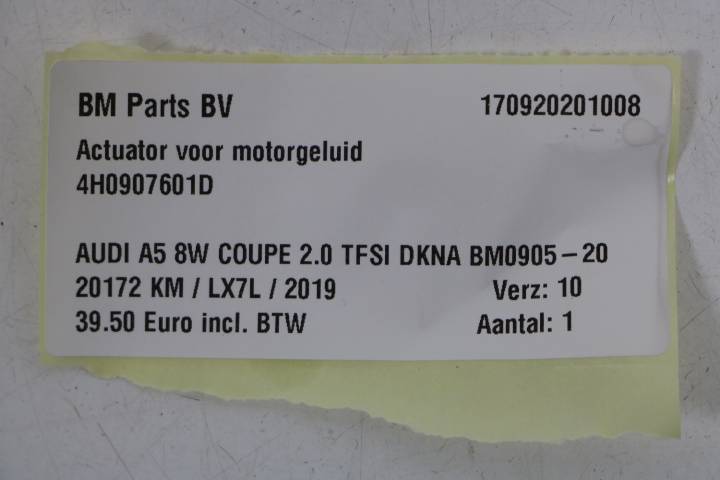 BM Parts BV 170920201008
Actuator voor motorgeluid
4H0907601D
AUDI A5 8W COUPE 2.0 TFSI DKNA BM0905-20
20172 KM / LX7L / 2019 Verz: 10
39.50 Euro incl. BTW Aantal: 1